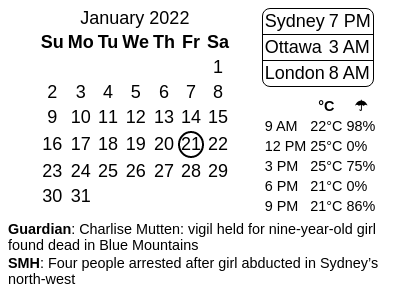 January 2022
Su Mo Tu We Th Fr Sa
1
2 3 4 5 6 7 8
9 10 11 12 13 14 15
16 17 18 19 20 21 22
23 24 25 26 27 28 29
30 31
Sydney 7 PM
Ottawa 3 AM
London 8 AM
°C ☂
9 AM 22°C 98%
12 PM 25°C 0%
3 PM 25°C 75%
6 PM 21°C 0%
9 PM 21°C 86%
Guardian: Charlise Mutten: vigil held for nine-year-old girl
found dead in Blue Mountains
SMH: Four people arrested after girl abducted in Sydney's
north-west